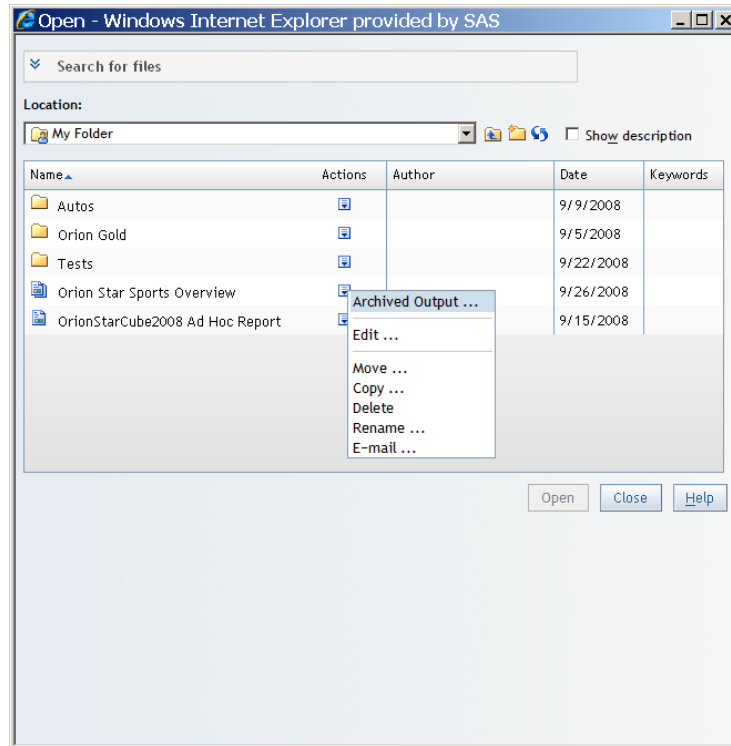 Open - Windows Internet Explorer provided by SAS
Search for files
Location:
My Folder Show description
Name Actions Author Date Keywords
Autos 9/9/2008
Orion Gold 9/5/2008
Tests 9/22/2008
Orion Star Sports Overview 9/26/2008
Archived Output ...
OrionStarCube2008 Ad Hoc Report 9/15/2008
Edit ...
Move ...
Copy ...
Delete
Rename ...
E-mail ...
Open Close Help